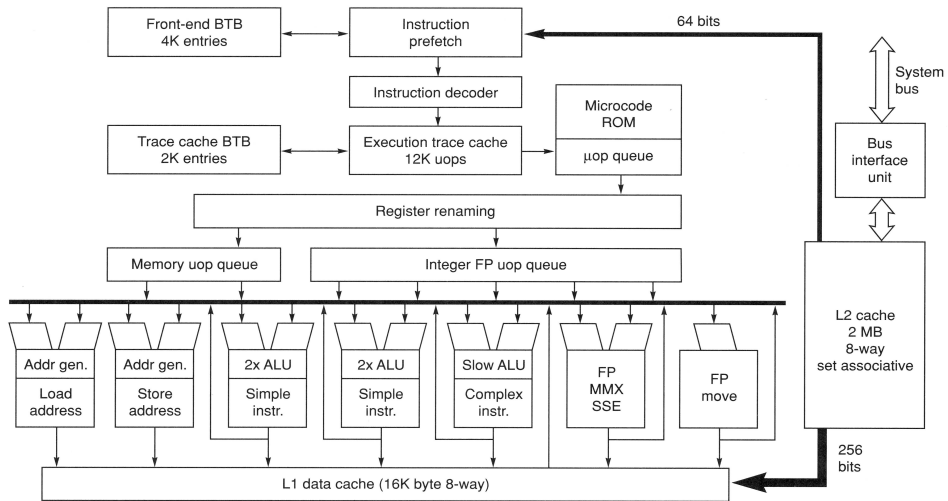 Front-end BTB
4K entries
Instruction
prefetch
64 bits
System
bus
Instruction decoder
Microcode
ROM
Trace cache BTB
2K entries
Execution trace cache
12K uops
µop queue
Bus
interface
unit
Register renaming
Memory uop queue
Integer FP uop queue
L2 cache
2 MB
8-way
set associative
Addr gen.
Load
address
Addr gen.
Store
address
2x ALU
Simple
instr.
2x ALU
Simple
instr.
Slow ALU
Complex
instr.
FP
MMX
SSE
FP
move
256
bits
L1 data cache (16K byte 8-way)